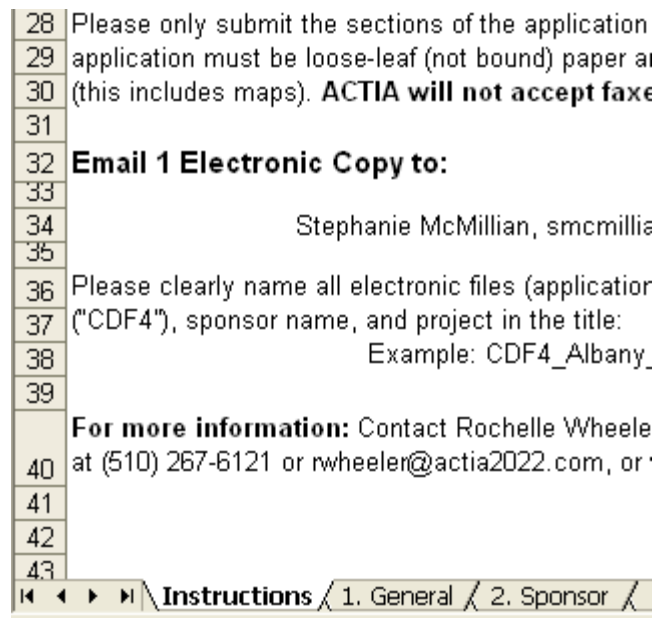 28 Please only submit the sections of the application
29 application must be loose-leaf (not bound) paper
30 (this includes maps). ACTIA will not accept
31
32 Email 1 Electronic Copy to:
33
34 Stephanie McMillian,
35
36 Please clearly name all electronic files
37 ("CDF4"), sponsor name, and project in the title:
38 Example: CDF4_Albany_
39
For more information: Contact Rochelle
40 at (510) 267-6121 or rwheeler@actia2022.com, or
41
42
43
Instructions 1. General 2. Sponsor